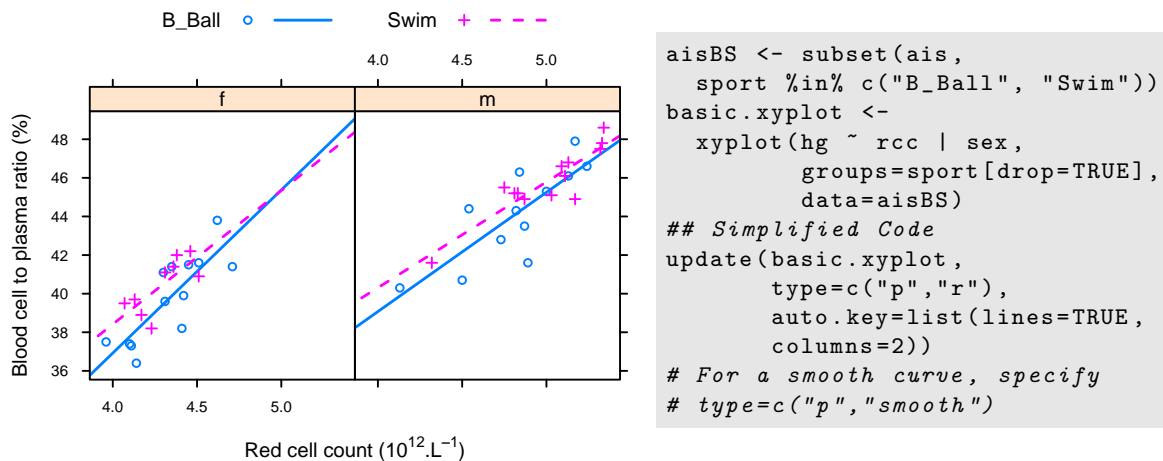 B_Ball Swim
4.0 4.5 5.0
f m
Blood cell to plasma ratio (%)
48
46
44
42
40
38
36
4.0 4.5 5.0
Red cell count (10¹².L⁻¹)
aisBS <- subset(ais,
  sport %in% c("B_Ball", "Swim"))
basic.xyplot <-
  xyplot(hg ~ rcc | sex,
        groups=sport[drop=TRUE],
        data=aisBS)
## Simplified Code
update(basic.xyplot,
       type=c("p","r"),
       auto.key=list(lines=TRUE,
       columns=2))
# For a smooth curve, specify
# type=c("p","smooth")